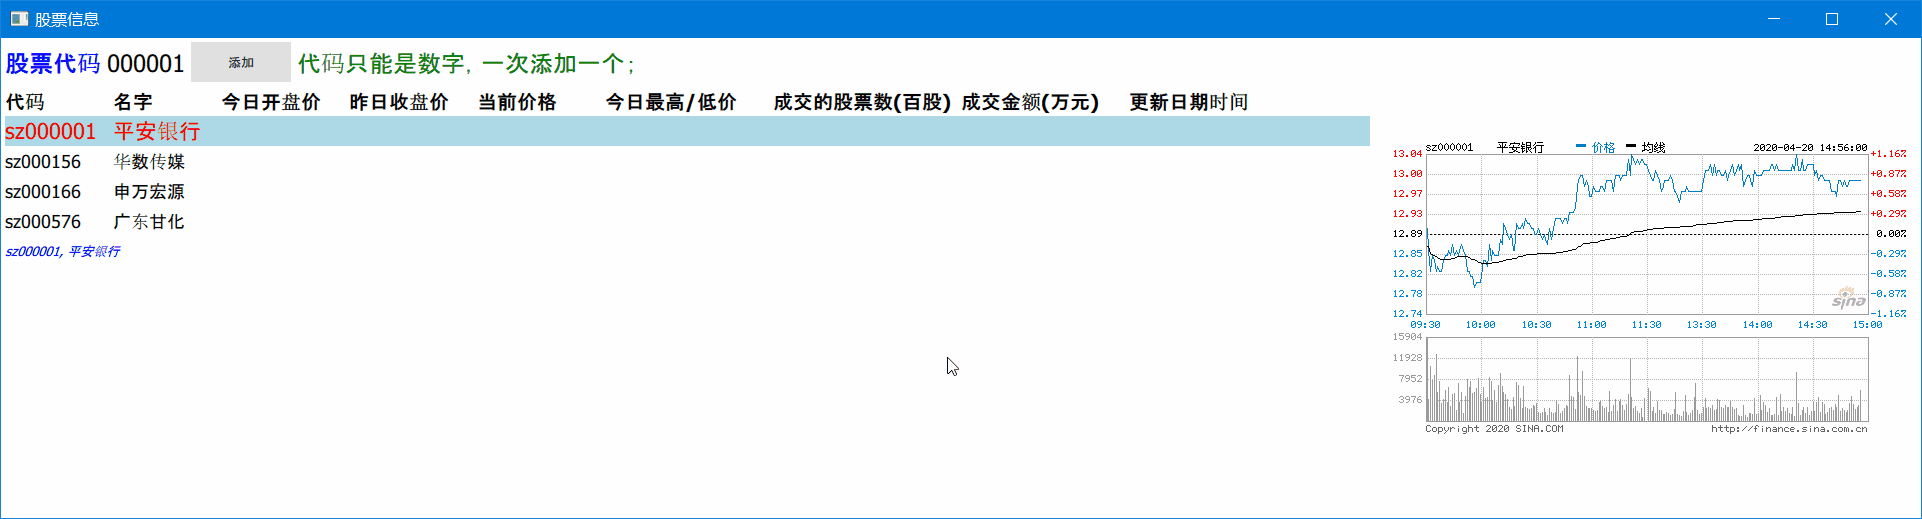 股票信息
股票代码 000001 添加 代码只能是数字, 一次添加一个;
代码 名字 今日开盘价 昨日收盘价 当前价格 今日最高/低价 成交的股票数(百股) 成交金额(万元) 更新日期时间
sz000001 平安银行
sz000156 华数传媒
sz000166 申万宏源
sz000576 广东甘化
sz000001, 平安银行
sz000001 平安银行 价格 均线 2020-04-20 14:56:00
13.04 +1.16%
13.00 +0.87%
12.97 +0.58%
12.93 +0.29%
12.89 0.00%
12.85 -0.29%
12.82 -0.58%
12.78 -0.87%
sina
12.74 -1.16%
09:30 10:00 10:30 11:00 11:30 13:30 14:00 14:30 15:00
15904
11928
7952
3976
Copyright 2020 SINA.COM http://finance.sina.com.cn